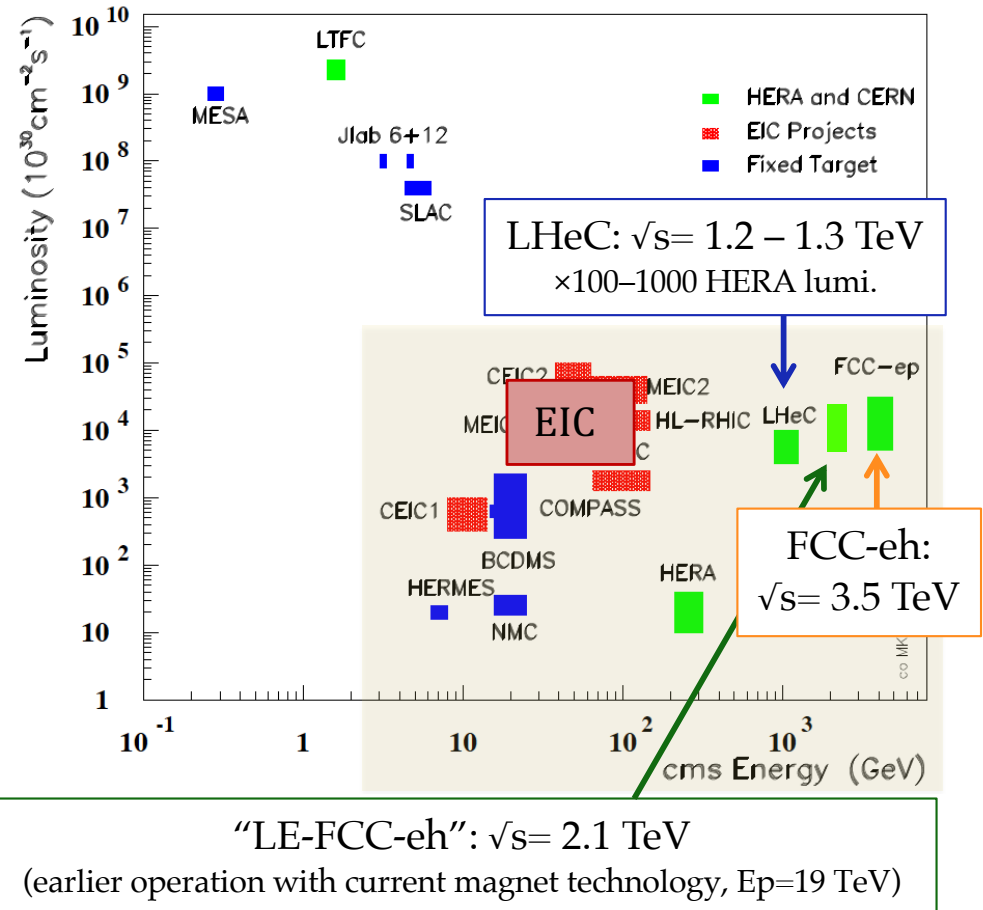 Luminosity (10³⁰cm⁻²s⁻¹)
10 10
10 9
10 8
10 7
10 6
10 5
10 4
10 3
10 2
10
1
10 -1
1
10
10 2
10 3
cms Energy (GeV)
LTFC
MESA
Jlab 6+12
SLAC
HERA and CERN
EIC Projects
Fixed Target
LHeC: √s= 1.2 – 1.3 TeV
×100–1000 HERA lumi.
CEIC2
MEIC2
FCC-ep
MEIC
EIC
HL-RHIC
LHeC
C
CEIC1
COMPASS
BCDMS
HERMES
NMC
HERA
FCC-eh:
√s= 3.5 TeV
co MK
"LE-FCC-eh": √s= 2.1 TeV
(earlier operation with current magnet technology, Ep=19 TeV)